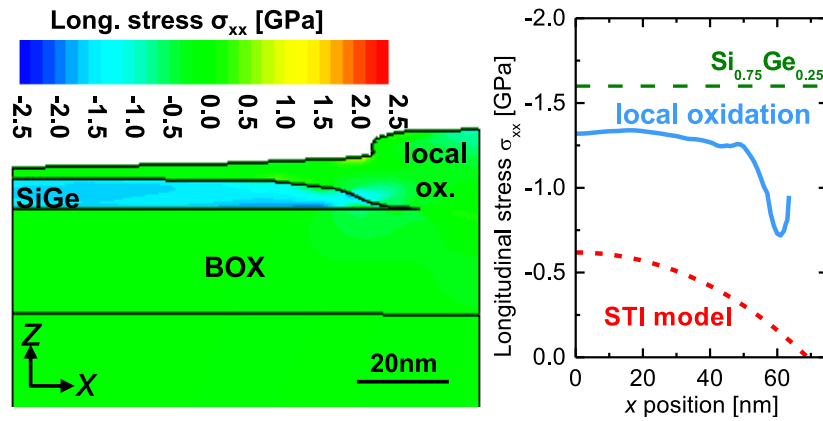 Long. stress σxx [GPa]
-2.5 -2.0 -1.5 -1.0 -0.5 0.0 0.5 1.0 1.5 2.0 2.5
local
ox.
SiGe
BOX
Z
X
20nm
Longitudinal stress σxx [GPa]
-2.0
-1.5
-1.0
-0.5
0.0
Si0.75Ge0.25
local oxidation
STI model
0 20 40 60
x position [nm]